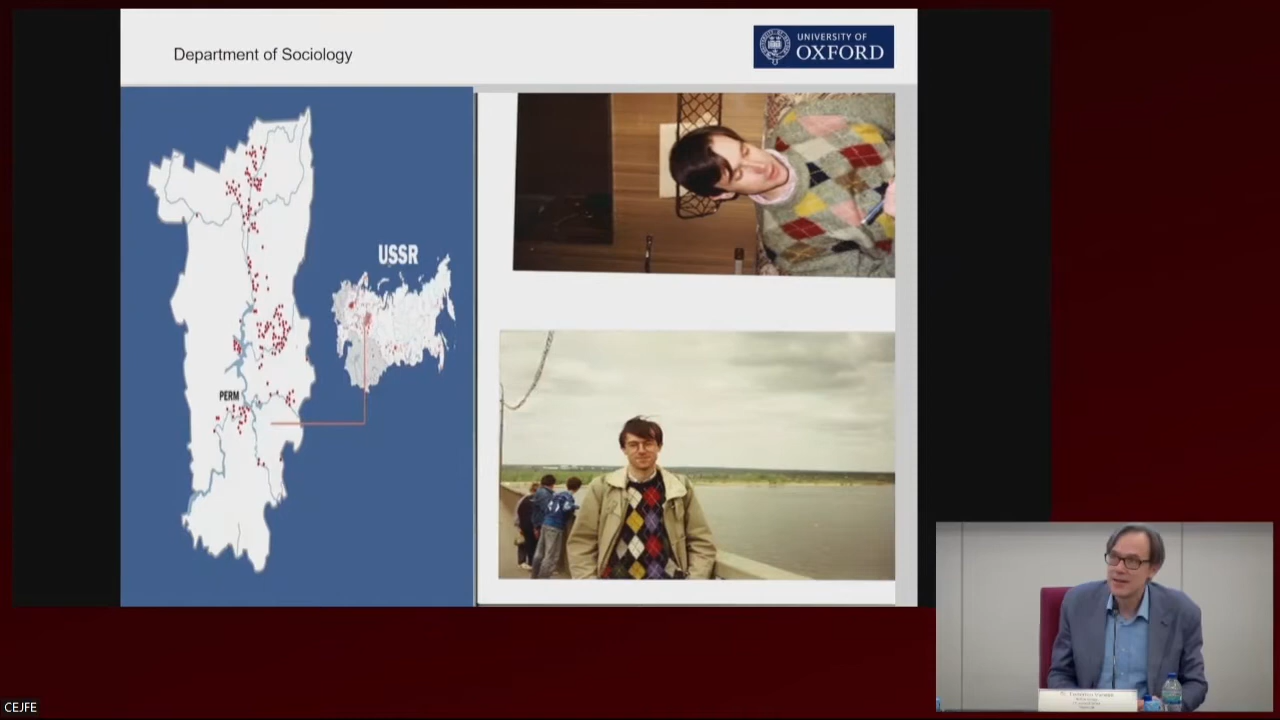 Department of Sociology
UNIVERSITY OF
OXFORD
USSR
PERM
CEJFE